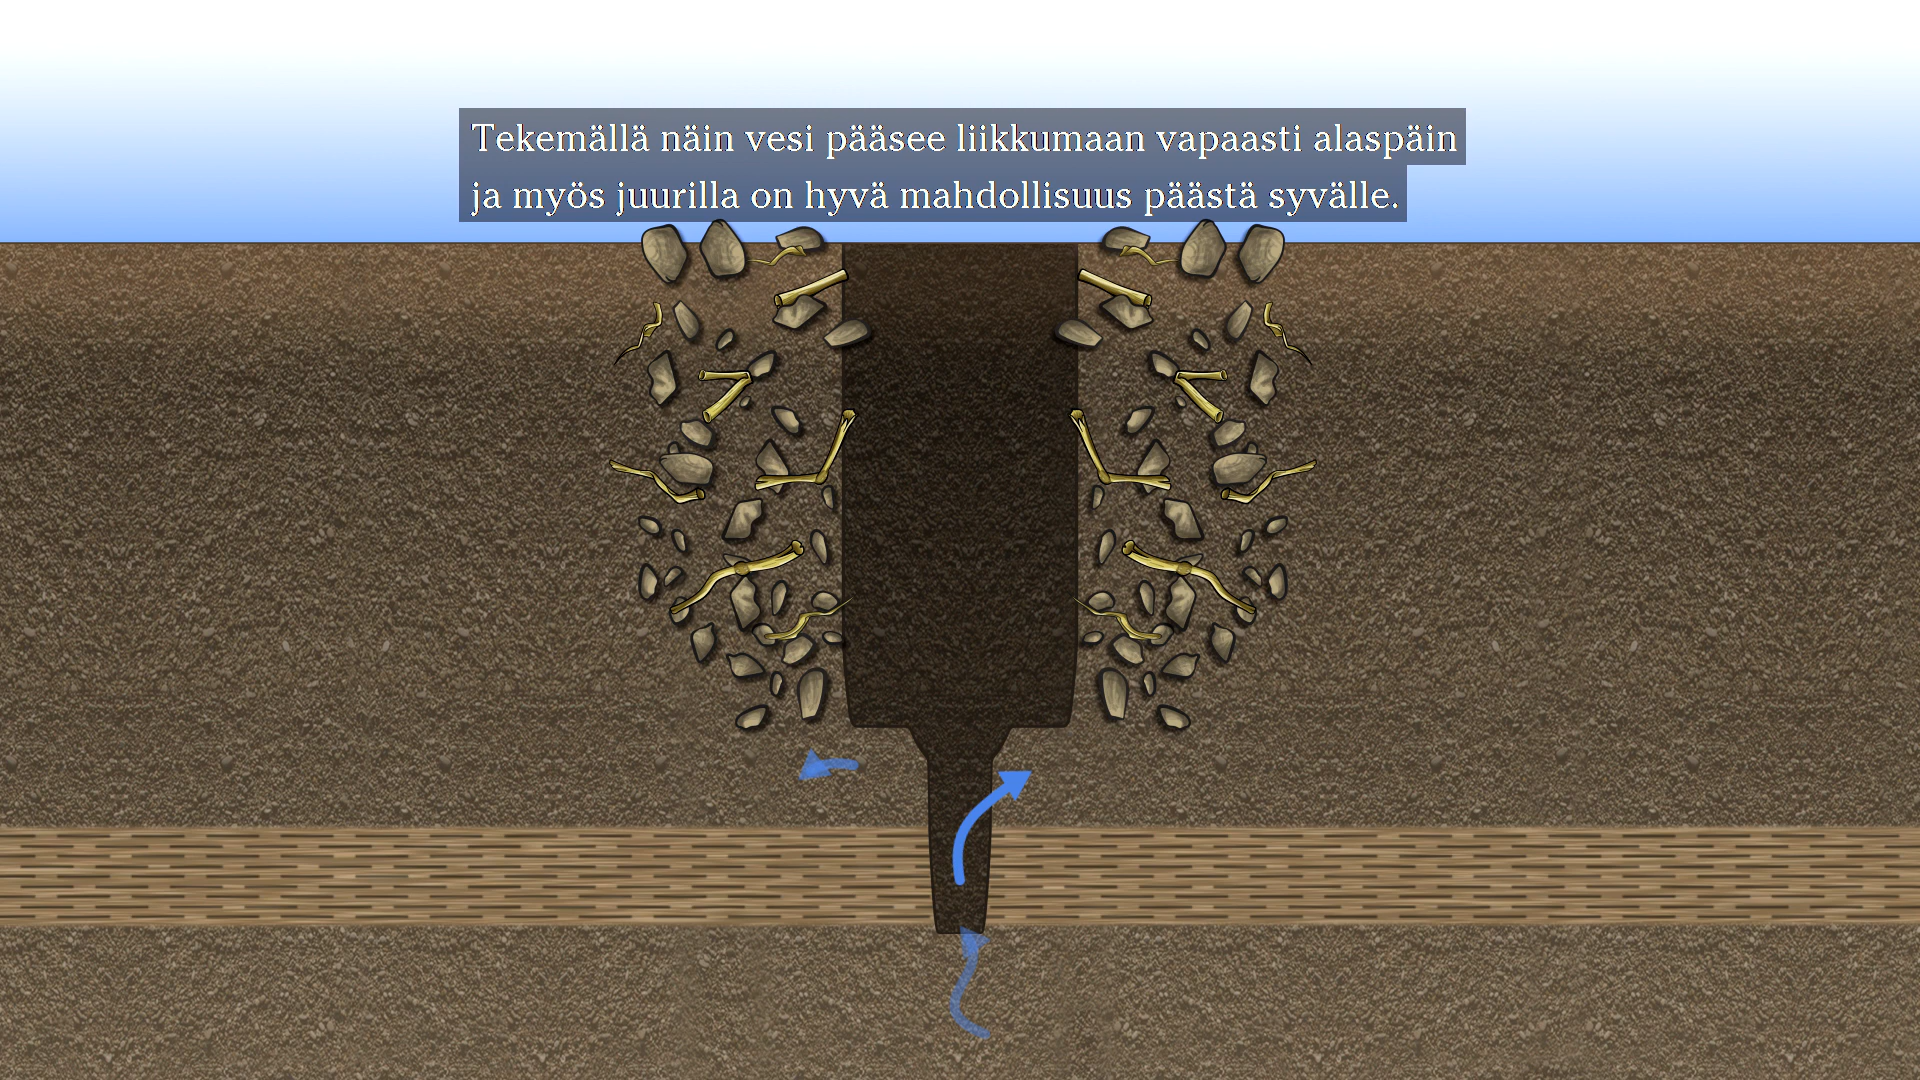 Tekemällä näin vesi pääsee liikkumaan vapaasti alaspäin
ja myös juurilla on hyvä mahdollisuus päästä syvälle.